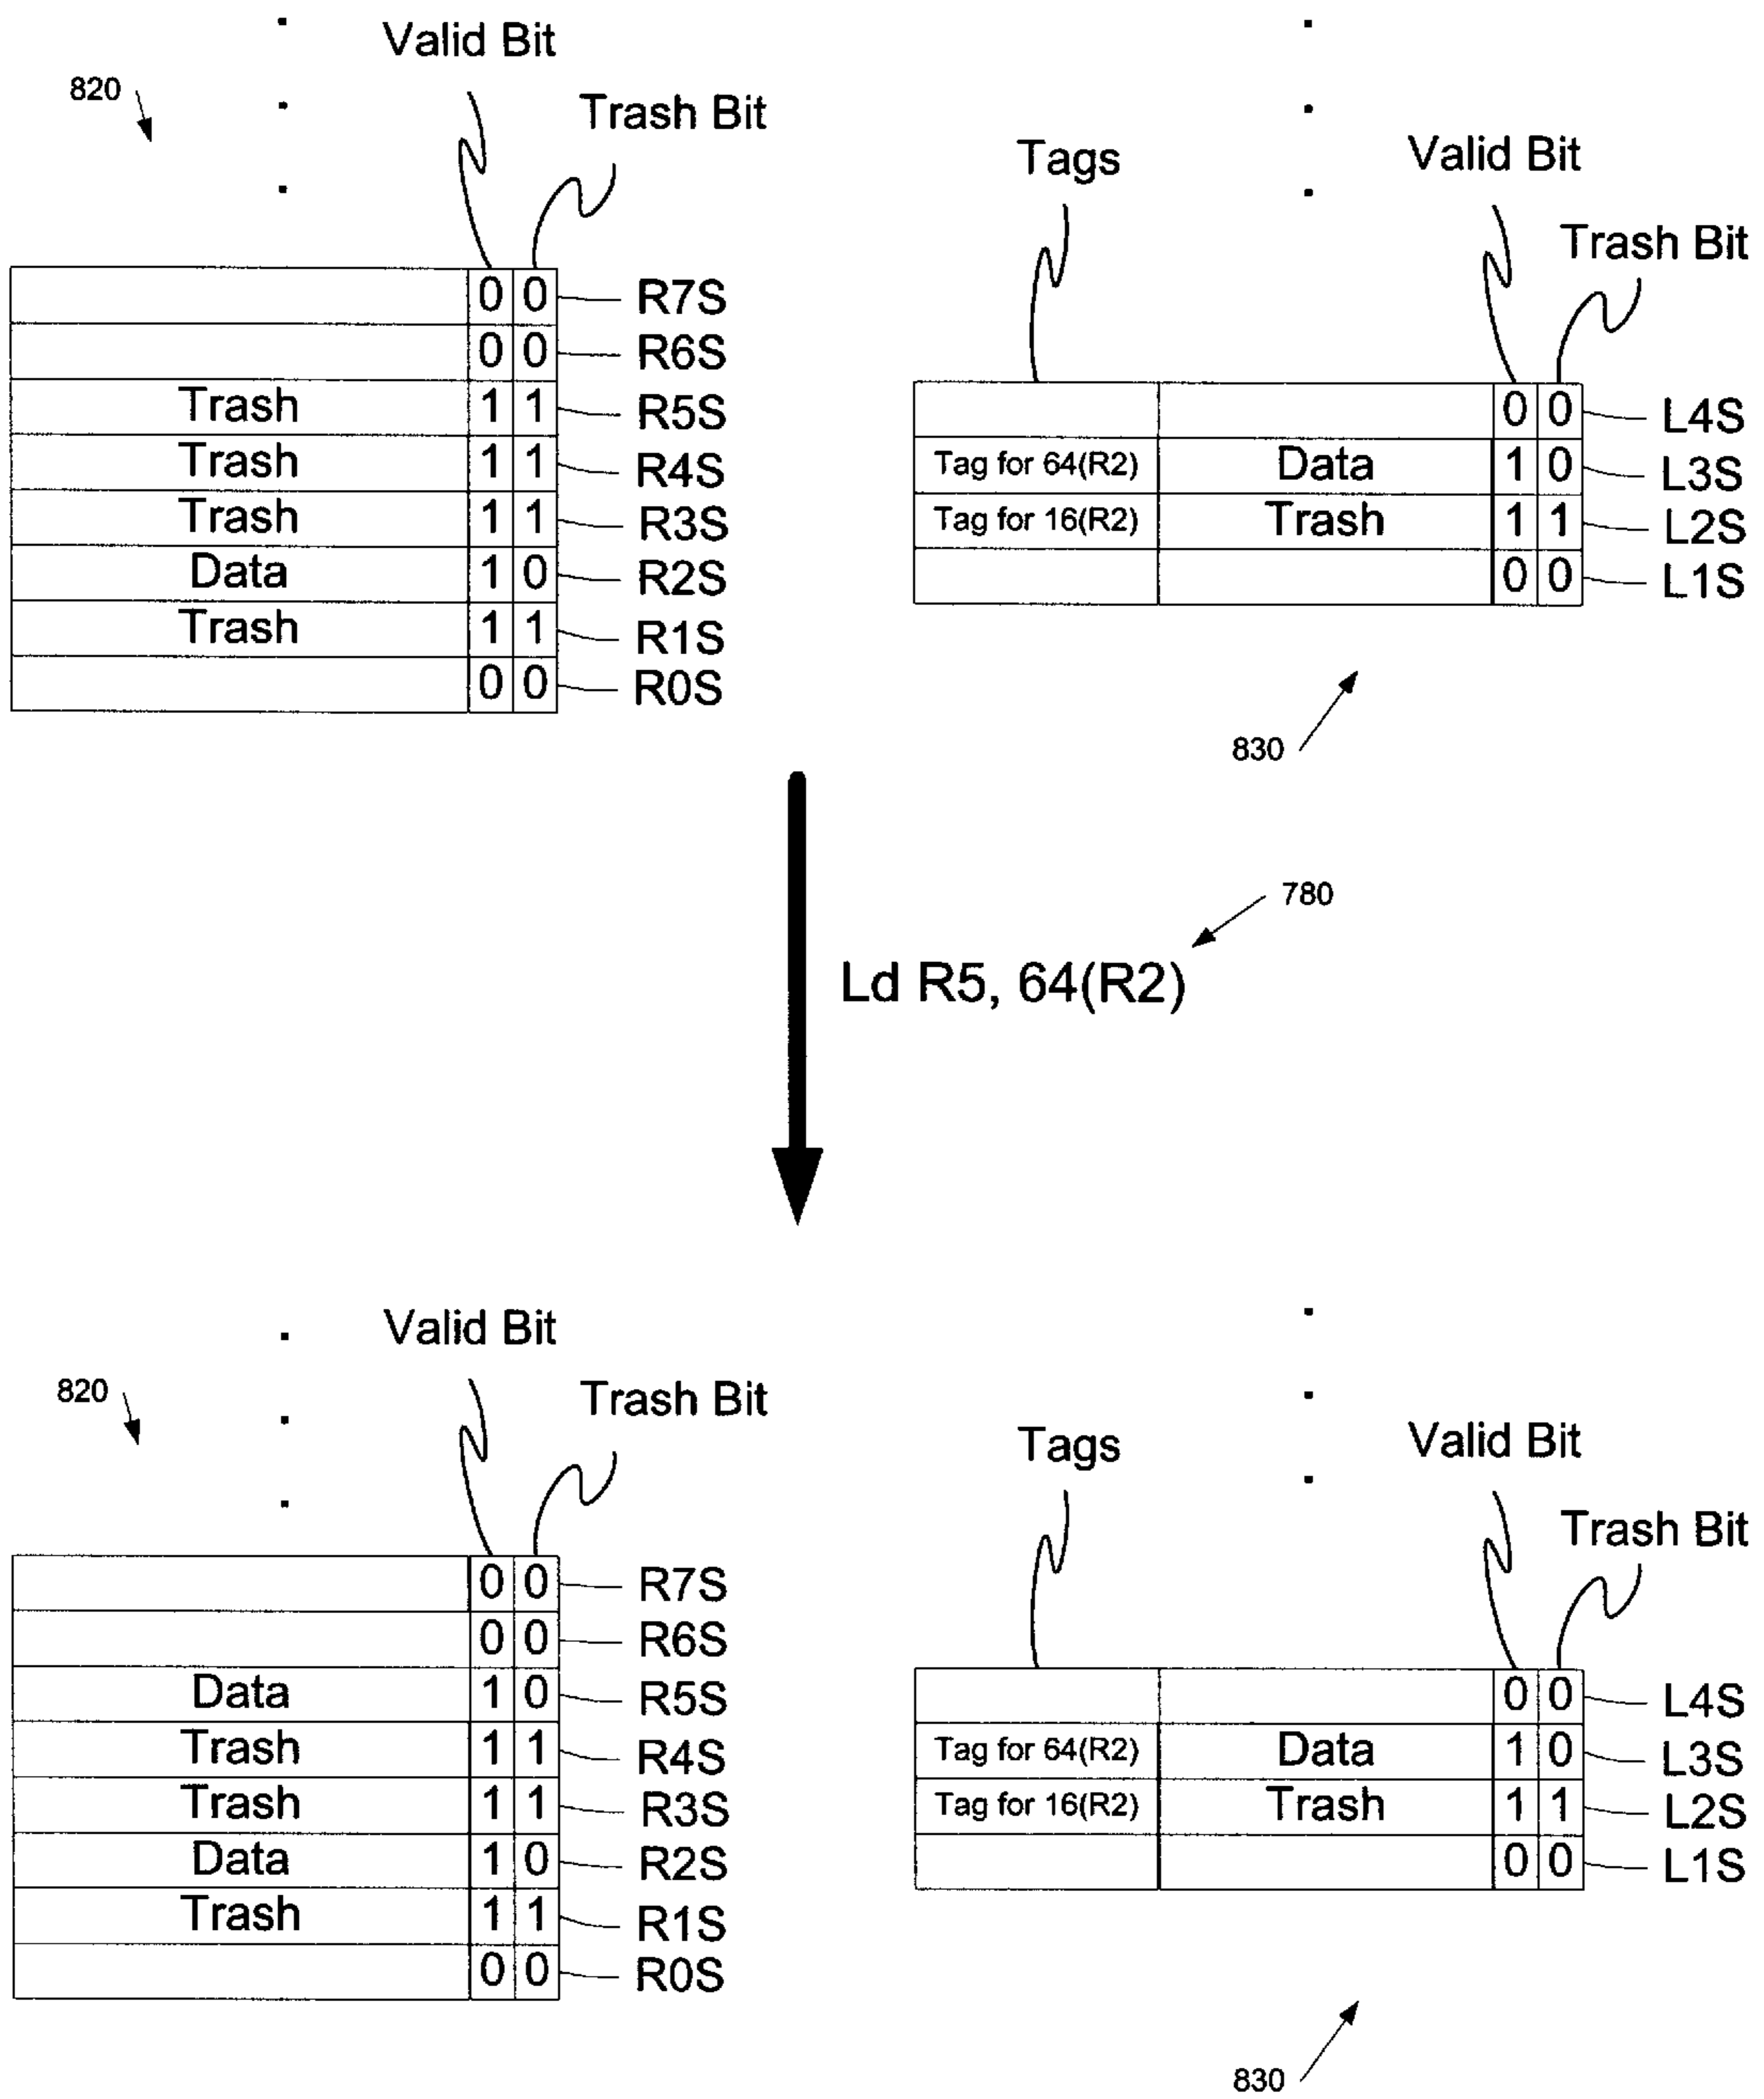 Valid Bit
820
Trash Bit
0 0 R7S
0 0 R6S
Trash 1 1 R5S
Trash 1 1 R4S
Trash 1 1 R3S
Data 1 0 R2S
Trash 1 1 R1S
0 0 R0S
Tags
Valid Bit
Trash Bit
0 0 L4S
Tag for 64(R2) Data 1 0 L3S
Tag for 16(R2) Trash 1 1 L2S
0 0 L1S
830
780
Ld R5, 64(R2)
Valid Bit
820
Trash Bit
0 0 R7S
0 0 R6S
Data 1 0 R5S
Trash 1 1 R4S
Trash 1 1 R3S
Data 1 0 R2S
Trash 1 1 R1S
0 0 R0S
Tags
Valid Bit
Trash Bit
0 0 L4S
Tag for 64(R2) Data 1 0 L3S
Tag for 16(R2) Trash 1 1 L2S
0 0 L1S
830